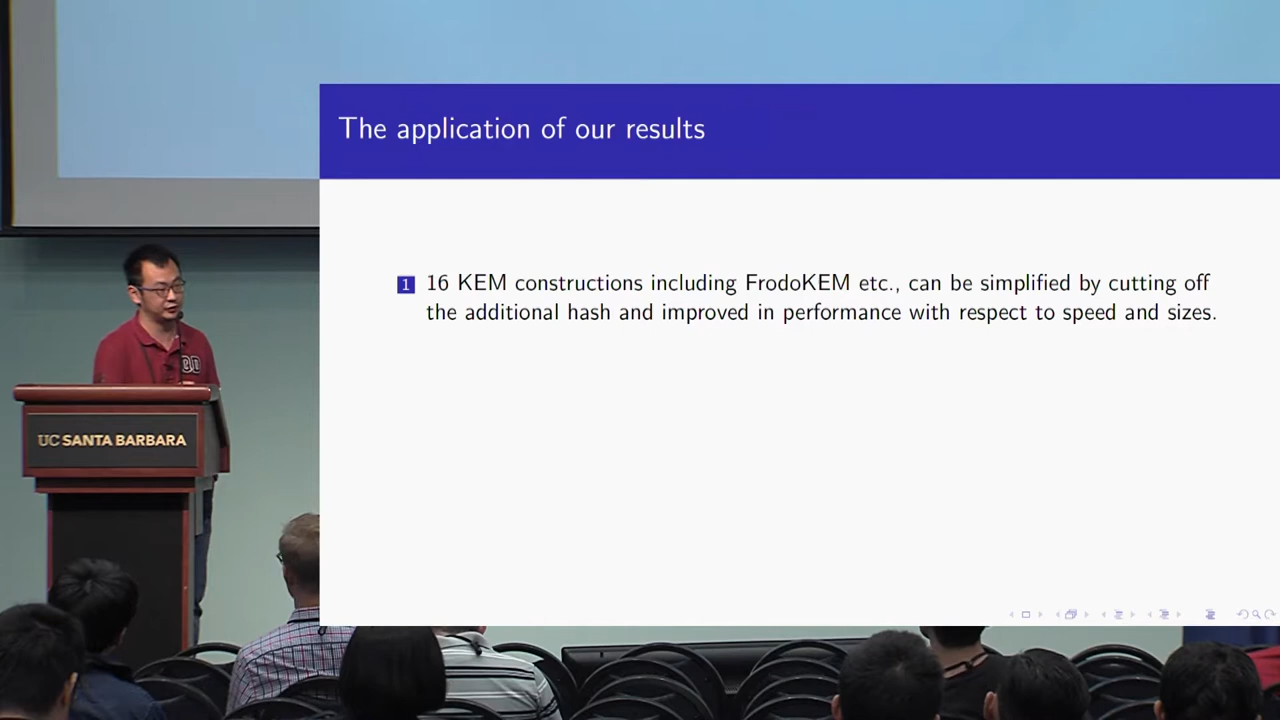 The application of our results
1 16 KEM constructions including FrodoKEM etc., can be simplified by cutting off
the additional hash and improved in performance with respect to speed and sizes.
UC SANTA BARBARA